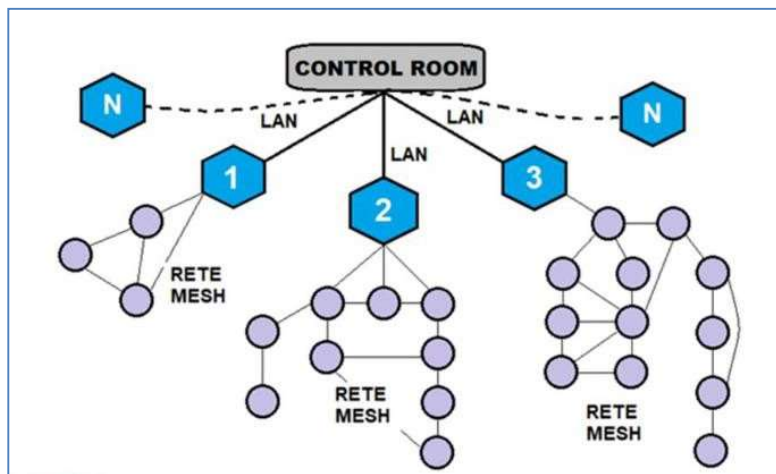 CONTROL ROOM
N
N
LAN
LAN
LAN
1
2
3
RETE
MESH
RETE
MESH
RETE
MESH